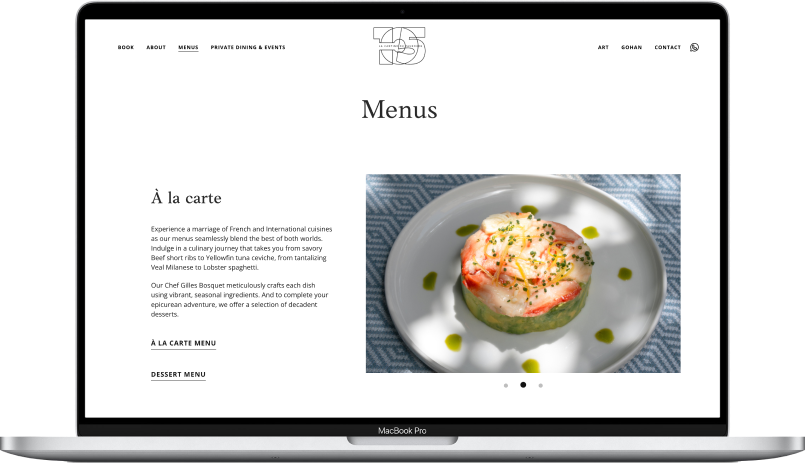 BOOK ABOUT MENUS PRIVATE DINING & EVENTS ART GOHAN CONTACT
Menus
À la carte
Experience a marriage of French and International cuisines
as our menus seamlessly blend the best of both worlds.
Indulge in a culinary journey that takes you from savory
Beef short ribs to Yellowfin tuna ceviche, from tantalizing
Veal Milanese to Lobster spaghetti.
Our Chef Gilles Bosquet meticulously crafts each dish
using vibrant, seasonal ingredients. And to complete your
epicurean adventure, we offer a selection of decadent
desserts.
À LA CARTE MENU
DESSERT MENU
MacBook Pro